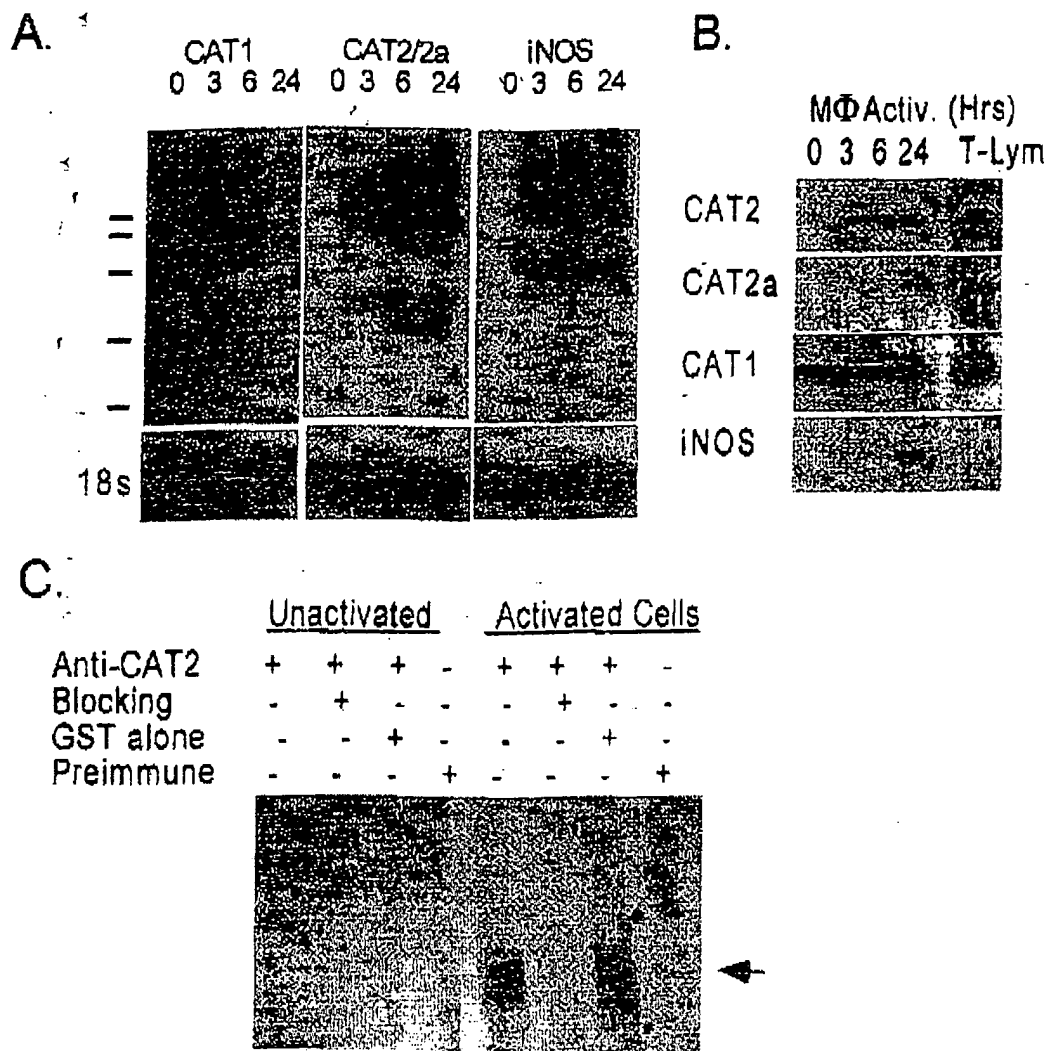 A.
CAT1 CAT2/2a iNOS
0 3 6 24 0 3 6 24 0 3 6 24
18s
B.
MΦ Activ. (Hrs)
0 3 6 24 T-Lym
CAT2
CAT2a
CAT1
iNOS
C.
Unactivated Activated Cells
Anti-CAT2 + + + - + + + -
Blocking - + - - - + - -
GST alone - - + - - - + -
Preimmune - - - + - - - +